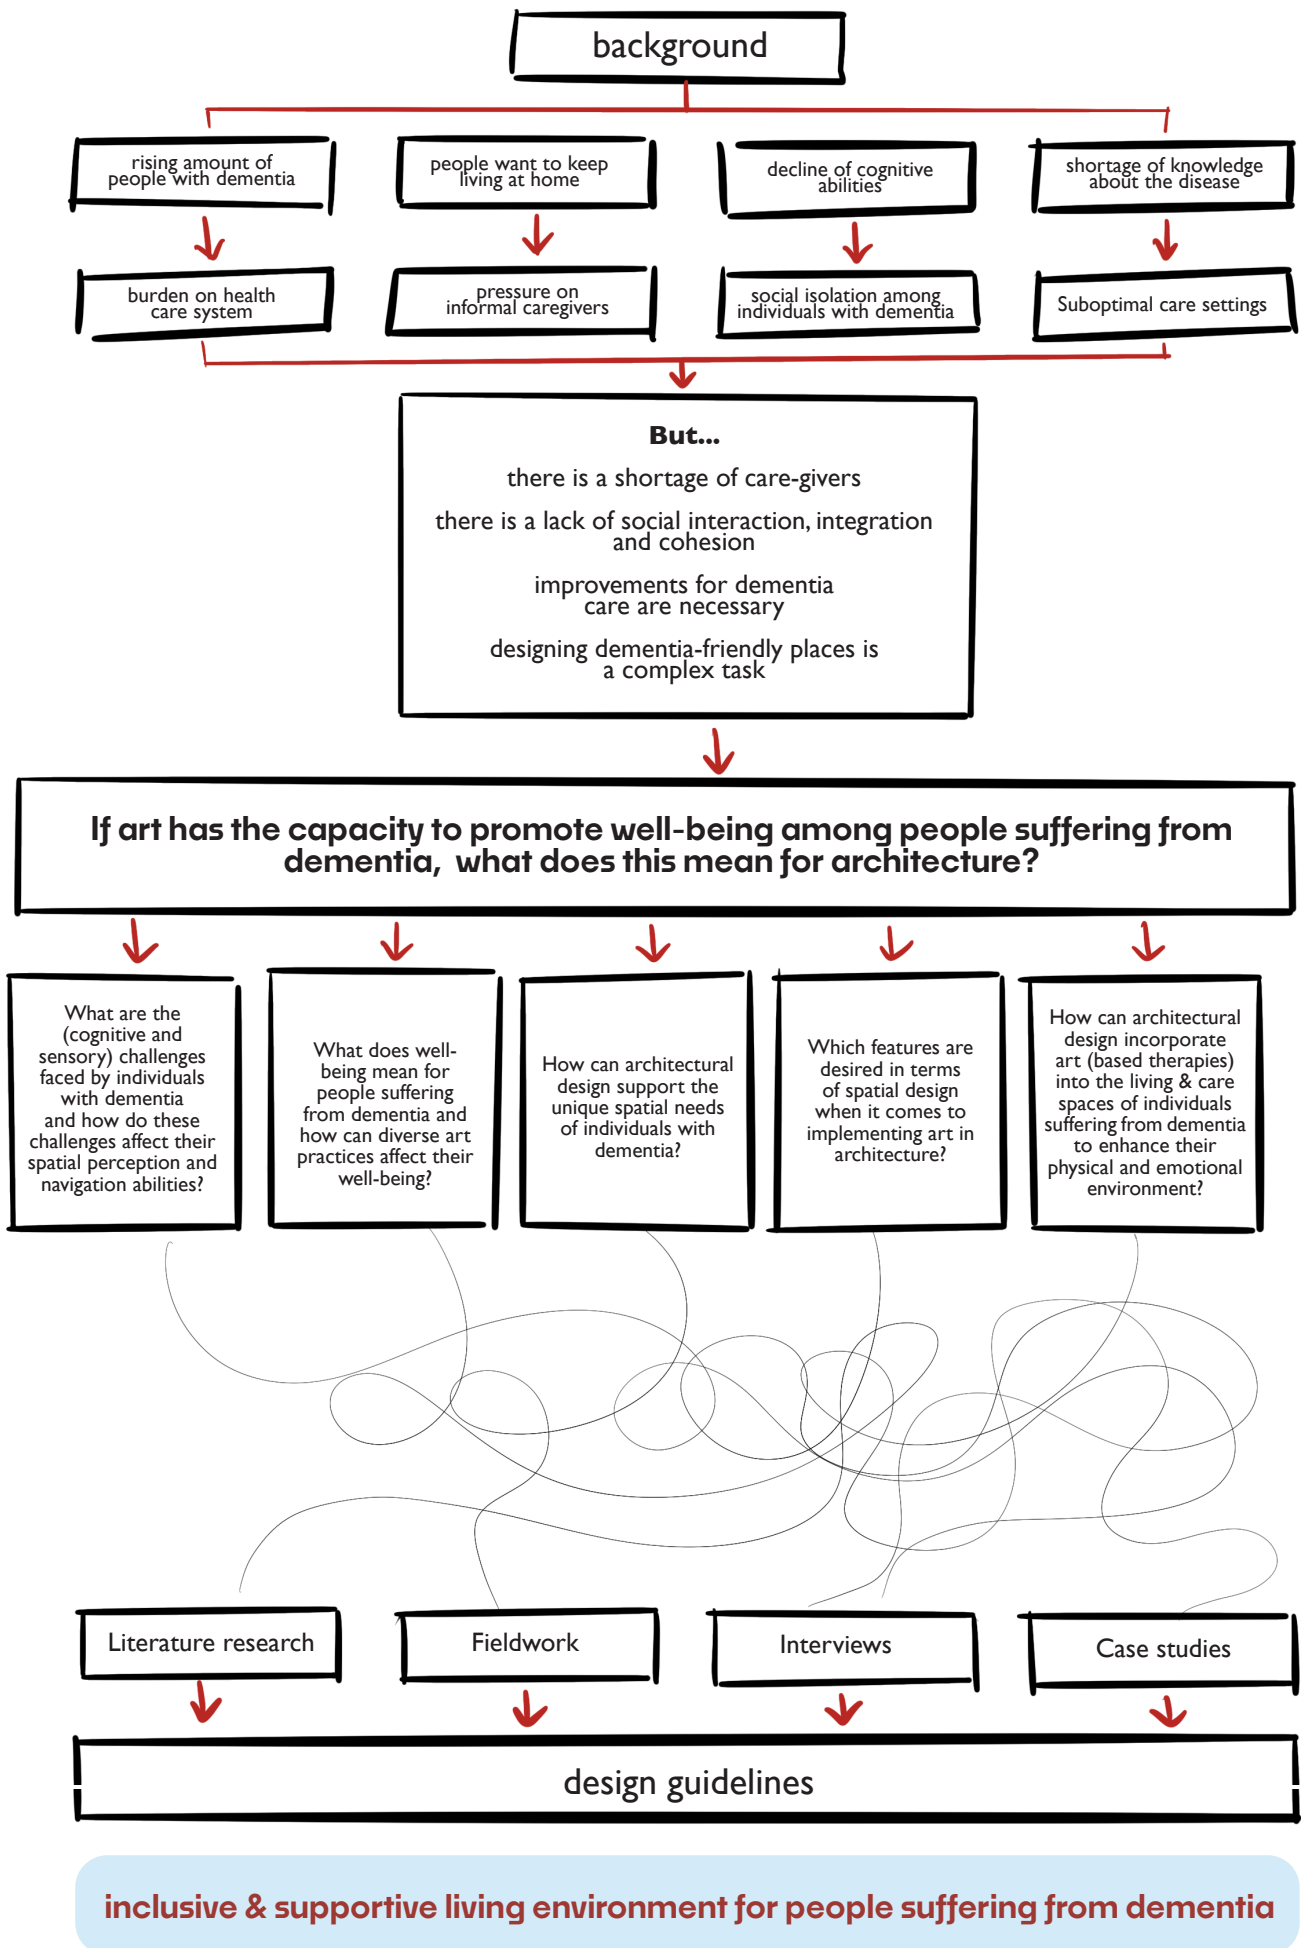 background
rising amount of
people with dementia
people want to keep
living at home
decline of cognitive
abilities
shortage of knowledge
about the disease
burden on health
care system
pressure on
informal caregivers
social isolation among
individuals with dementia
Suboptimal care settings
But...
there is a shortage of care-givers
there is a lack of social interaction, integration
and cohesion
improvements for dementia
care are necessary
designing dementia-friendly places is
a complex task
If art has the capacity to promote well-being among people suffering from
dementia, what does this mean for architecture?
What are the
(cognitive and
sensory) challenges
faced by individuals
with dementia
and how do these
challenges affect their
spatial perception and
navigation abilities?
What does well-
being mean for
people suffering
from dementia and
how can diverse art
practices affect their
well-being?
How can architectural
design support the
unique spatial needs
of individuals with
dementia?
Which features are
desired in terms
of spatial design
when it comes to
implementing art in
architecture?
How can architectural
design incorporate
art (based therapies)
into the living & care
spaces of individuals
suffering from dementia
to enhance their
physical and emotional
environment?
Literature research
Fieldwork
Interviews
Case studies
design guidelines
inclusive & supportive living environment for people suffering from dementia